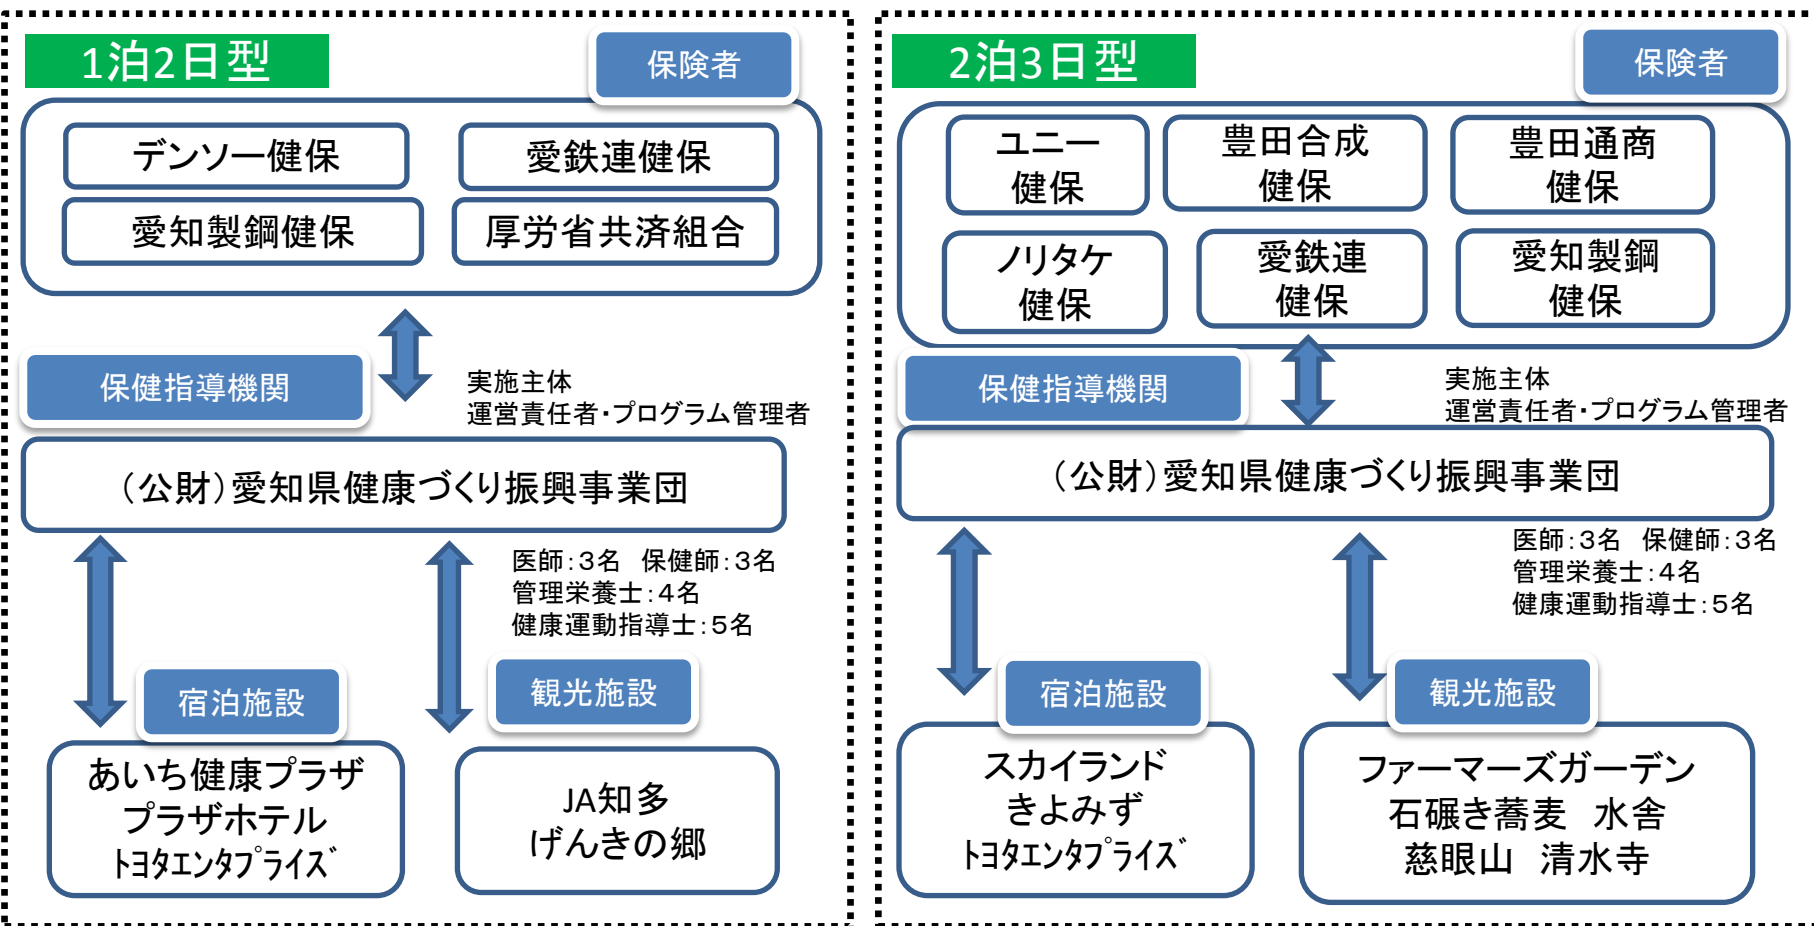 1泊2日型
保険者
デンソー健保
愛鉄連健保
愛知製鋼健保
厚労省共済組合
保健指導機関
実施主体
運営責任者・プログラム管理者
(公財)愛知県健康づくり振興事業団
医師:3名　保健師:3名
管理栄養士:4名
健康運動指導士:5名
宿泊施設
あいち健康プラザ
プラザホテル
ﾄﾖﾀｴﾝﾀﾌﾟﾗｲｽﾞ
観光施設
JA知多
げんきの郷
2泊3日型
保険者
ユニー
健保
豊田合成
健保
豊田通商
健保
ノリタケ
健保
愛鉄連
健保
愛知製鋼
健保
保健指導機関
実施主体
運営責任者・プログラム管理者
(公財)愛知県健康づくり振興事業団
医師:3名　保健師:3名
管理栄養士:4名
健康運動指導士:5名
宿泊施設
スカイランド
きよみず
ﾄﾖﾀｴﾝﾀﾌﾟﾗｲｽﾞ
観光施設
ファーマーズガーデン
石碾き蕎麦　水舎
慈眼山　清水寺